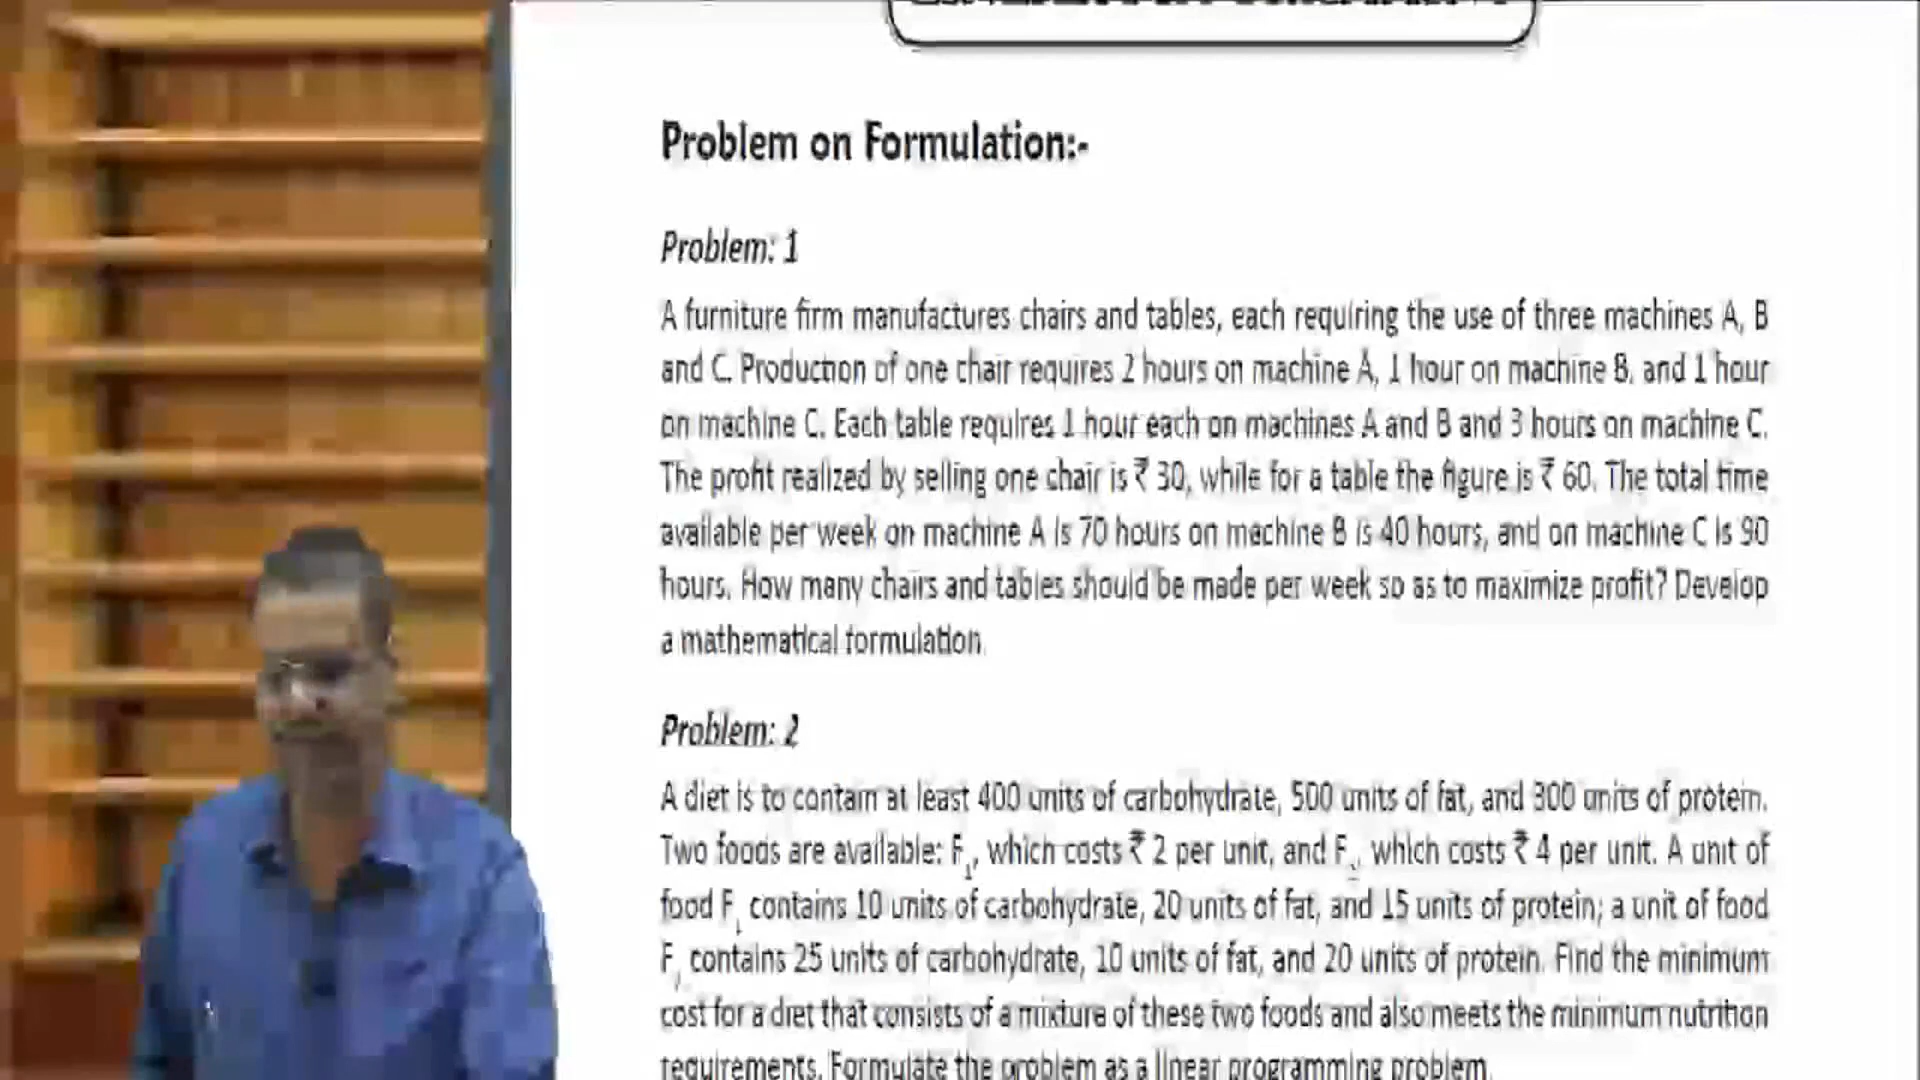 Problem on Formulation:-
Problem: 1
A furniture firm manufactures chairs and tables, each requiring the use of three machines A, B
and C. Production of one chair requires 2 hours on machine A, 1 hour on machine B, and 1 hour
on machine C. Each table requires 1 hour each on machines A and B and 3 hours on machine C.
The profit realized by selling one chair is ₹ 30, while for a table the figure is ₹ 60. The total time
available per week on machine A is 70 hours on machine B is 40 hours, and on machine C is 90
hours. How many chairs and tables should be made per week so as to maximize profit? Develop
a mathematical formulation.
Problem: 2
A diet is to contain at least 400 units of carbohydrate, 500 units of fat, and 300 units of protein.
Two foods are available: F₁, which costs ₹ 2 per unit, and F₂, which costs ₹ 4 per unit. A unit of
food F₁ contains 10 units of carbohydrate, 20 units of fat, and 15 units of protein; a unit of food
F₂ contains 25 units of carbohydrate, 10 units of fat, and 20 units of protein. Find the minimum
cost for a diet that consists of a mixture of these two foods and also meets the minimum nutrition
requirements. Formulate the problem as a linear programming problem.